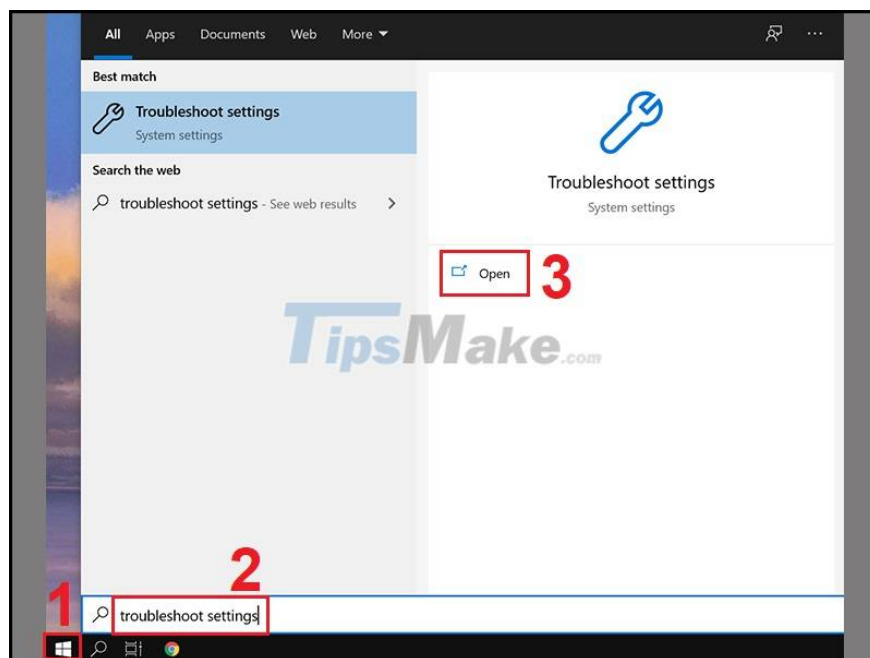 All Apps Documents Web More
Best match
Troubleshoot settings
System settings
Search the web
troubleshoot settings - See web results
Troubleshoot settings
System settings
Open 3
TipsMake.com
2
1
troubleshoot settings